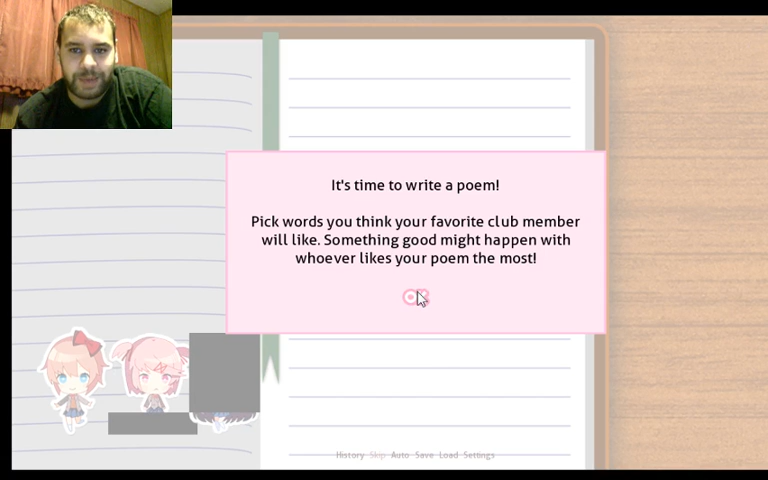 It's time to write a poem!
Pick words you think your favorite club member
will like. Something good might happen with
whoever likes your poem the most!
OK
History Skip Auto Save Load Settings